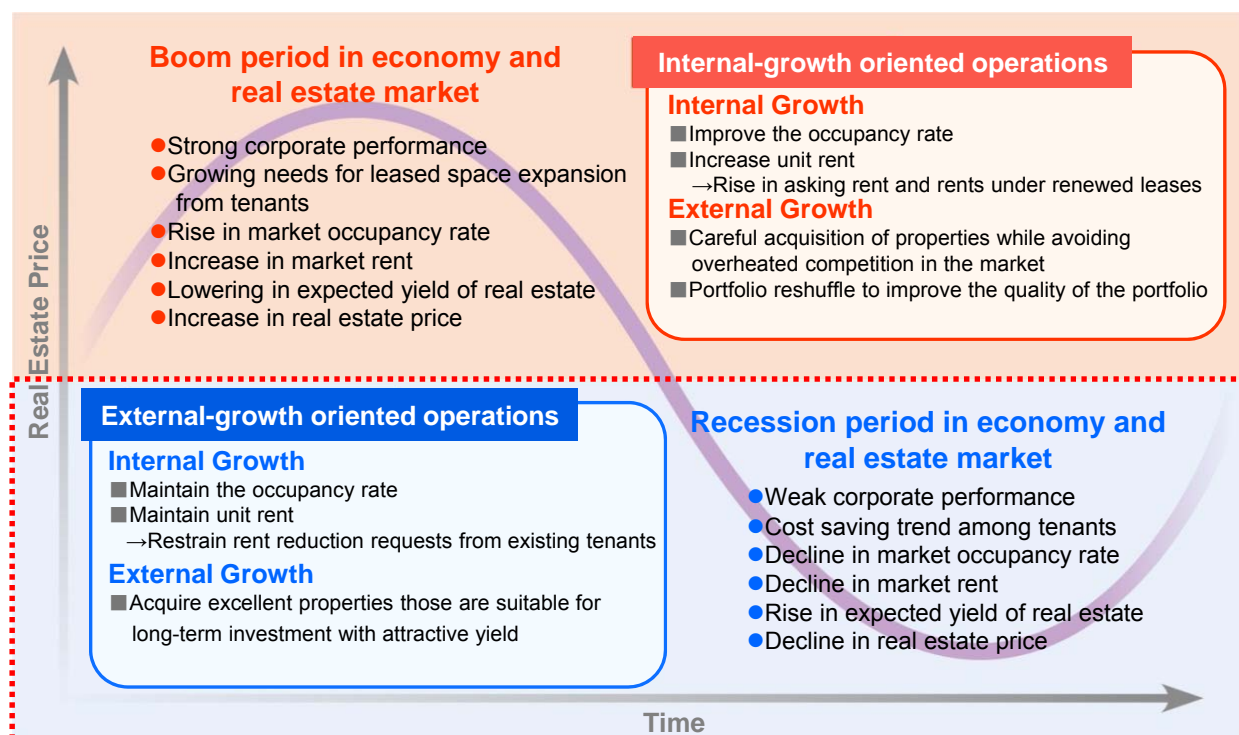 Boom period in economy and
real estate market
●Strong corporate performance
●Growing needs for leased space expansion
from tenants
●Rise in market occupancy rate
●Increase in market rent
●Lowering in expected yield of real estate
●Increase in real estate price
Internal-growth oriented operations
Internal Growth
■Improve the occupancy rate
■Increase unit rent
→Rise in asking rent and rents under renewed leases
External Growth
■Careful acquisition of properties while avoiding
overheated competition in the market
■Portfolio reshuffle to improve the quality of the portfolio
Real Estate Price
External-growth oriented operations
Internal Growth
■Maintain the occupancy rate
■Maintain unit rent
→Restrain rent reduction requests from existing tenants
External Growth
■Acquire excellent properties those are suitable for
long-term investment with attractive yield
Recession period in economy and
real estate market
●Weak corporate performance
●Cost saving trend among tenants
●Decline in market occupancy rate
●Decline in market rent
●Rise in expected yield of real estate
●Decline in real estate price
Time